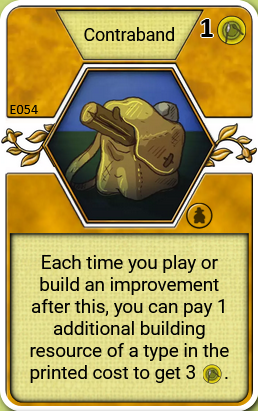 Contraband
1
E054
Each time you play or
build an improvement
after this, you can pay 1
additional building
resource of a type in the
printed cost to get 3 .